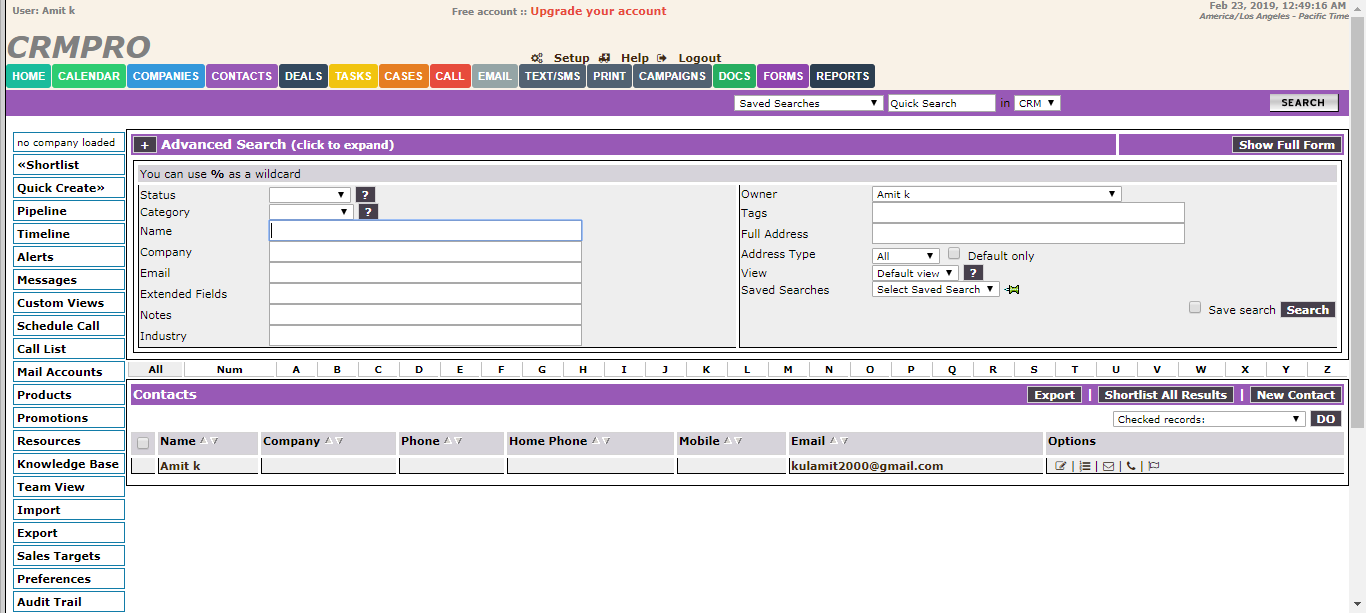 User: Amit k
Free account :: Upgrade your account
Feb 23, 2019, 12:49:16 AM
America/Los Angeles - Pacific Time
CRMPRO
Setup Help Logout
HOME CALENDAR COMPANIES CONTACTS DEALS TASKS CASES CALL EMAIL TEXT/SMS PRINT CAMPAIGNS DOCS FORMS REPORTS
Saved Searches Quick Search in CRM SEARCH
no company loaded
«Shortlist
Quick Create»
Pipeline
Timeline
Alerts
Messages
Custom Views
Schedule Call
Call List
Mail Accounts
Products
Promotions
Resources
Knowledge Base
Team View
Import
Export
Sales Targets
Preferences
Audit Trail
+ Advanced Search (click to expand) Show Full Form
You can use % as a wildcard
Status ?
Category ?
Name
Company
Email
Extended Fields
Notes
Industry
Owner Amit k
Tags
Full Address
Address Type All Default only
View Default view ?
Saved Searches Select Saved Search
Save search Search
All Num A B C D E F G H I J K L M N O P Q R S T U V W X Y Z
Contacts Export | Shortlist All Results | New Contact
Checked records: DO
Name Company Phone Home Phone Mobile Email Options
Amit k kulamit2000@gmail.com | | | |